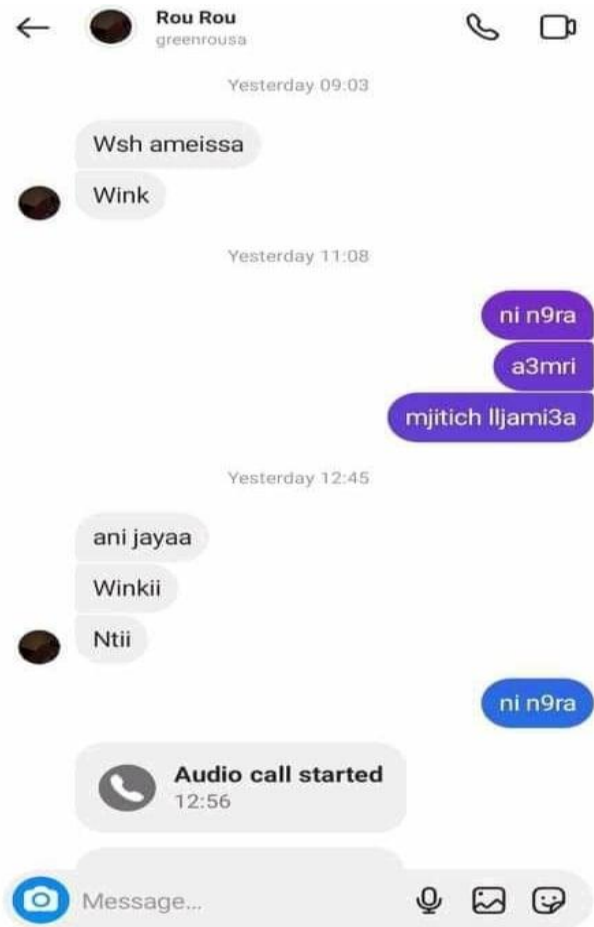 Rou Rou
greenrousa
Yesterday 09:03
Wsh ameissa
Wink
Yesterday 11:08
ni n9ra
a3mri
mjitich lljami3a
Yesterday 12:45
ani jayaa
Winkii
Ntii
ni n9ra
Audio call started
12:56
Message...